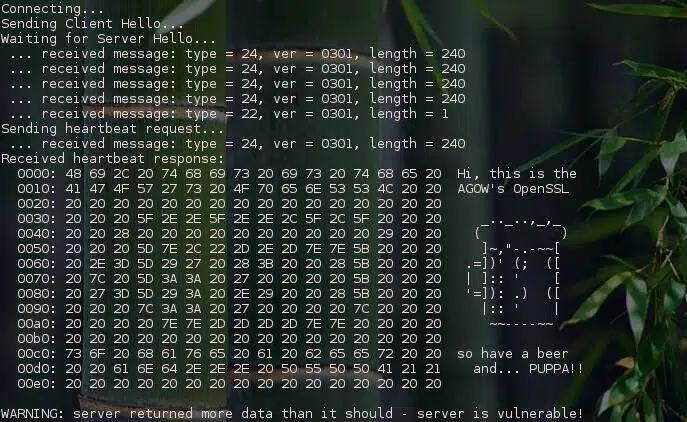 Connecting...
Sending Client Hello...
Waiting for Server Hello...
 ... received message: type = 24, ver = 0301, length = 240
 ... received message: type = 24, ver = 0301, length = 240
 ... received message: type = 24, ver = 0301, length = 240
 ... received message: type = 24, ver = 0301, length = 240
 ... received message: type = 22, ver = 0301, length = 1
Sending heartbeat request...
 ... received message: type = 24, ver = 0301, length = 240
Received heartbeat response:
  0000: 48 69 2C 20 74 68 69 73 20 69 73 20 74 68 65 20  Hi, this is the
  0010: 41 47 4F 57 27 73 20 4F 70 65 6E 53 53 4C 20 20  AGOW's OpenSSL
  0020: 20 20 20 20 20 20 20 20 20 20 20 20 20 20 20 20
  0030: 20 20 20 5F 2E 2E 5F 2E 2E 2C 5F 2C 5F 20 20 20     _.._..,_,_
  0040: 20 20 28 20 20 20 20 20 20 20 20 20 20 29 20 20    (          )
  0050: 20 20 20 5D 7E 2C 22 2D 2E 2D 7E 7E 5B 20 20 20     ]~,"-.-~~[
  0060: 20 2E 3D 5D 29 27 20 28 3B 20 20 28 5B 20 20 20   .=])' (;  ([
  0070: 20 7C 20 5D 3A 3A 20 27 20 20 20 20 5B 20 20 20   | ]:: '    [
  0080: 20 27 3D 5D 29 3A 20 2E 29 20 20 28 5B 20 20 20   '=]): .)  ([
  0090: 20 20 20 7C 3A 3A 20 27 20 20 20 20 7C 20 20 20     |:: '    |
  00a0: 20 20 20 20 7E 7E 2D 2D 2D 2D 7E 7E 20 20 20 20      ~~----~~
  00b0: 20 20 20 20 20 20 20 20 20 20 20 20 20 20 20 20
  00c0: 73 6F 20 68 61 76 65 20 61 20 62 65 65 72 20 20  so have a beer
  00d0: 20 20 61 6E 64 2E 2E 2E 20 50 55 50 50 41 21 21    and... PUPPA!!
  00e0: 20 20 20 20 20 20 20 20 20 20 20 20 20 20 20 20
WARNING: server returned more data than it should - server is vulnerable!